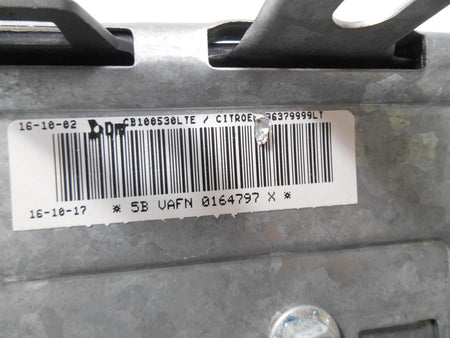 16-10-02 CB100530LTE / CITROEN 96379999LT
16-10-17 * 5B VAFN 0164797 X *